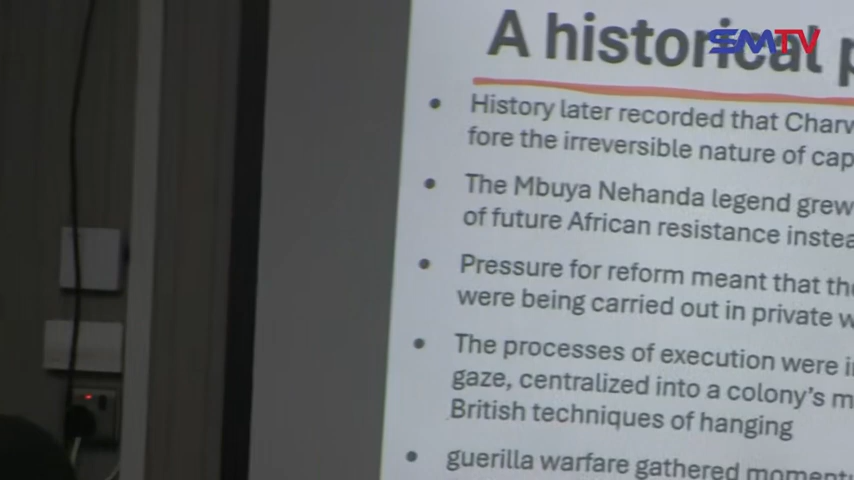 SMTV
A historical
History later recorded that Charw
fore the irreversible nature of cap
The Mbuya Nehanda legend grew
of future African resistance instea
Pressure for reform meant that the
were being carried out in private w
The processes of execution were i
gaze, centralized into a colony's m
British techniques of hanging
guerilla warfare gathered moment